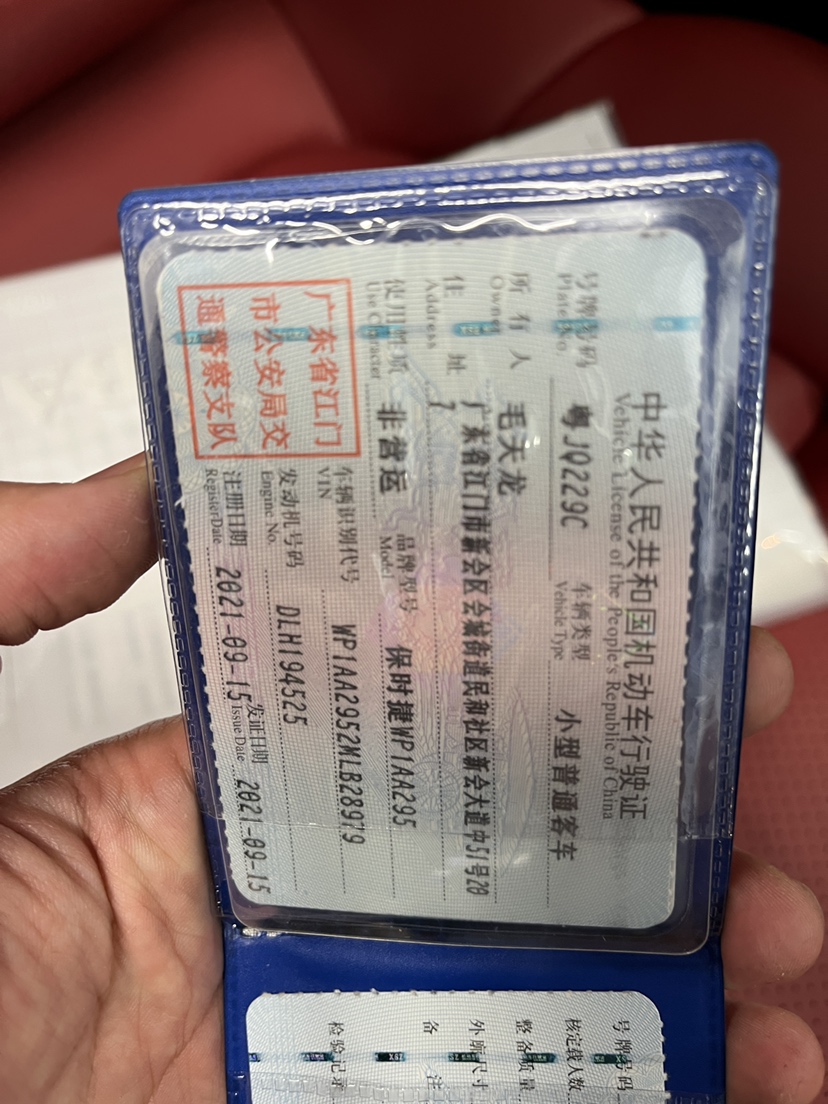 中华人民共和国机动车行驶证
Vehicle License of the People's Republic of China
号牌号码 粤JQ229C 车辆类型 小型普通客车
Plate No. Vehicle Type
所有人 毛天龙
Owner
住址 广东省江门市新会区会城街道民和社区新会大道中51号20
Address 7
使用性质 非营运 品牌型号 保时捷WP1AA295
Use Character Model
广东省江门
市公安局交
通警察支队
车辆识别代号 WP1AA2952MLB28979
VIN
发动机号码 DLH194525
Engine No.
注册日期 2021-09-15 发证日期 2021-09-15
Register Date Issue Date
号牌号码
核定载人数
整备质量
外廓尺寸
备注
检验记录